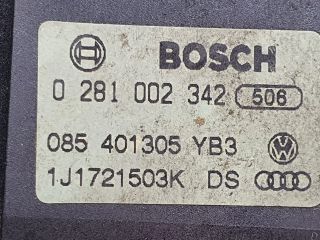 BOSCH
0 281 002 342 506
085 401305 YB3
1J1721503K DS